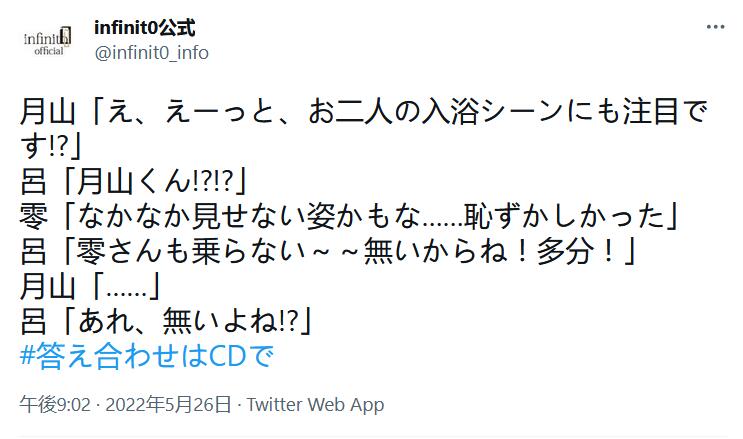 infinit0
official
infinit0公式
@infinit0_info
月山「え、えーっと、お二人の入浴シーンにも注目で
す!?」
呂「月山くん!?!?」
零「なかなか見せない姿かもな……恥ずかしかった」
呂「零さんも乗らない～～無いからね！多分！」
月山「……」
呂「あれ、無いよね!?」
#答え合わせはCDで
午後9:02 · 2022年5月26日 · Twitter Web App